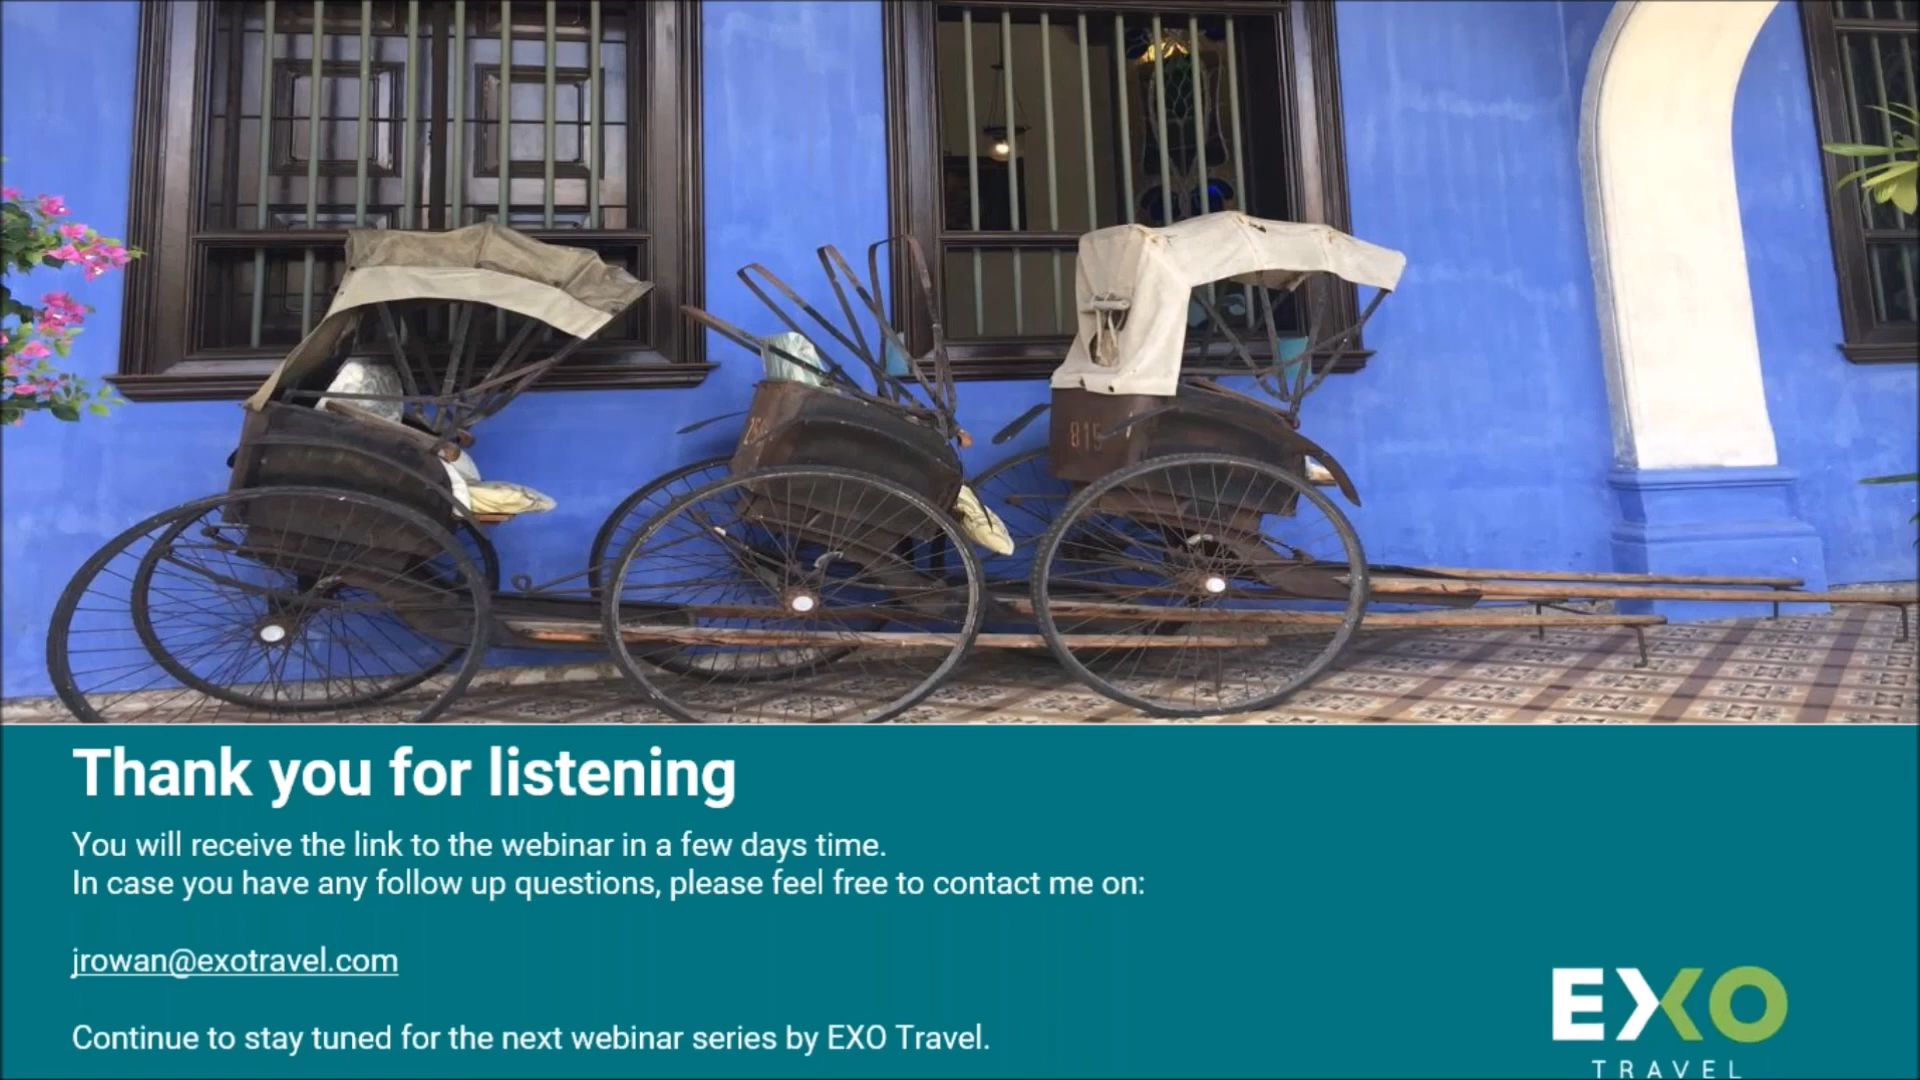 815
Thank you for listening
You will receive the link to the webinar in a few days time.
In case you have any follow up questions, please feel free to contact me on:
jrowan@exotravel.com
Continue to stay tuned for the next webinar series by EXO Travel.
EXO
TRAVEL